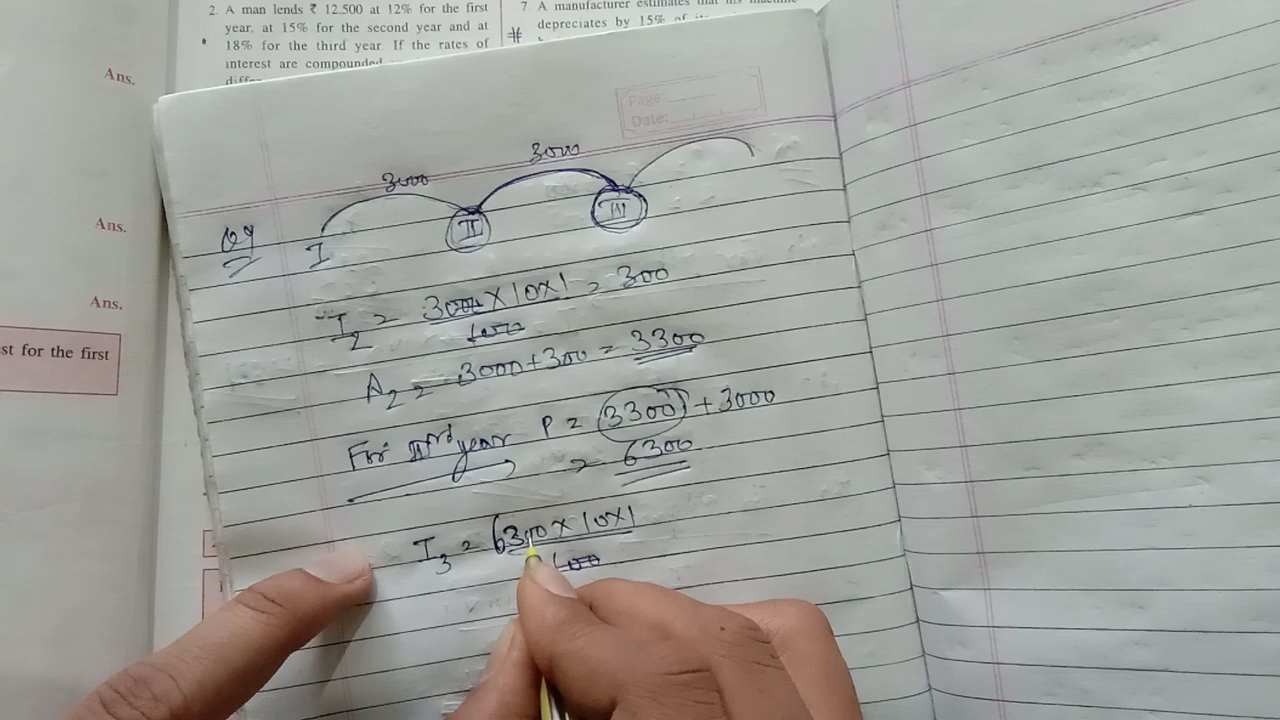 2. A man lends ₹ 12,500 at 12% for the first
year, at 15% for the second year and at
18% for the third year. If the rates of
interest are compounded
7. A manufacturer estimates that his machine
depreciates by 15% of
#
Ans.
Ans.
Ans.
st for the first
Page:
Date:
3000
3000
Q9
I
II
III
I₂ = 3000×10×1 = 300
100
A₂ = 3000+300 = 3300
For IIIrd year P = 3300 + 3000
= 6300
I₃ = 6300×10×1
100